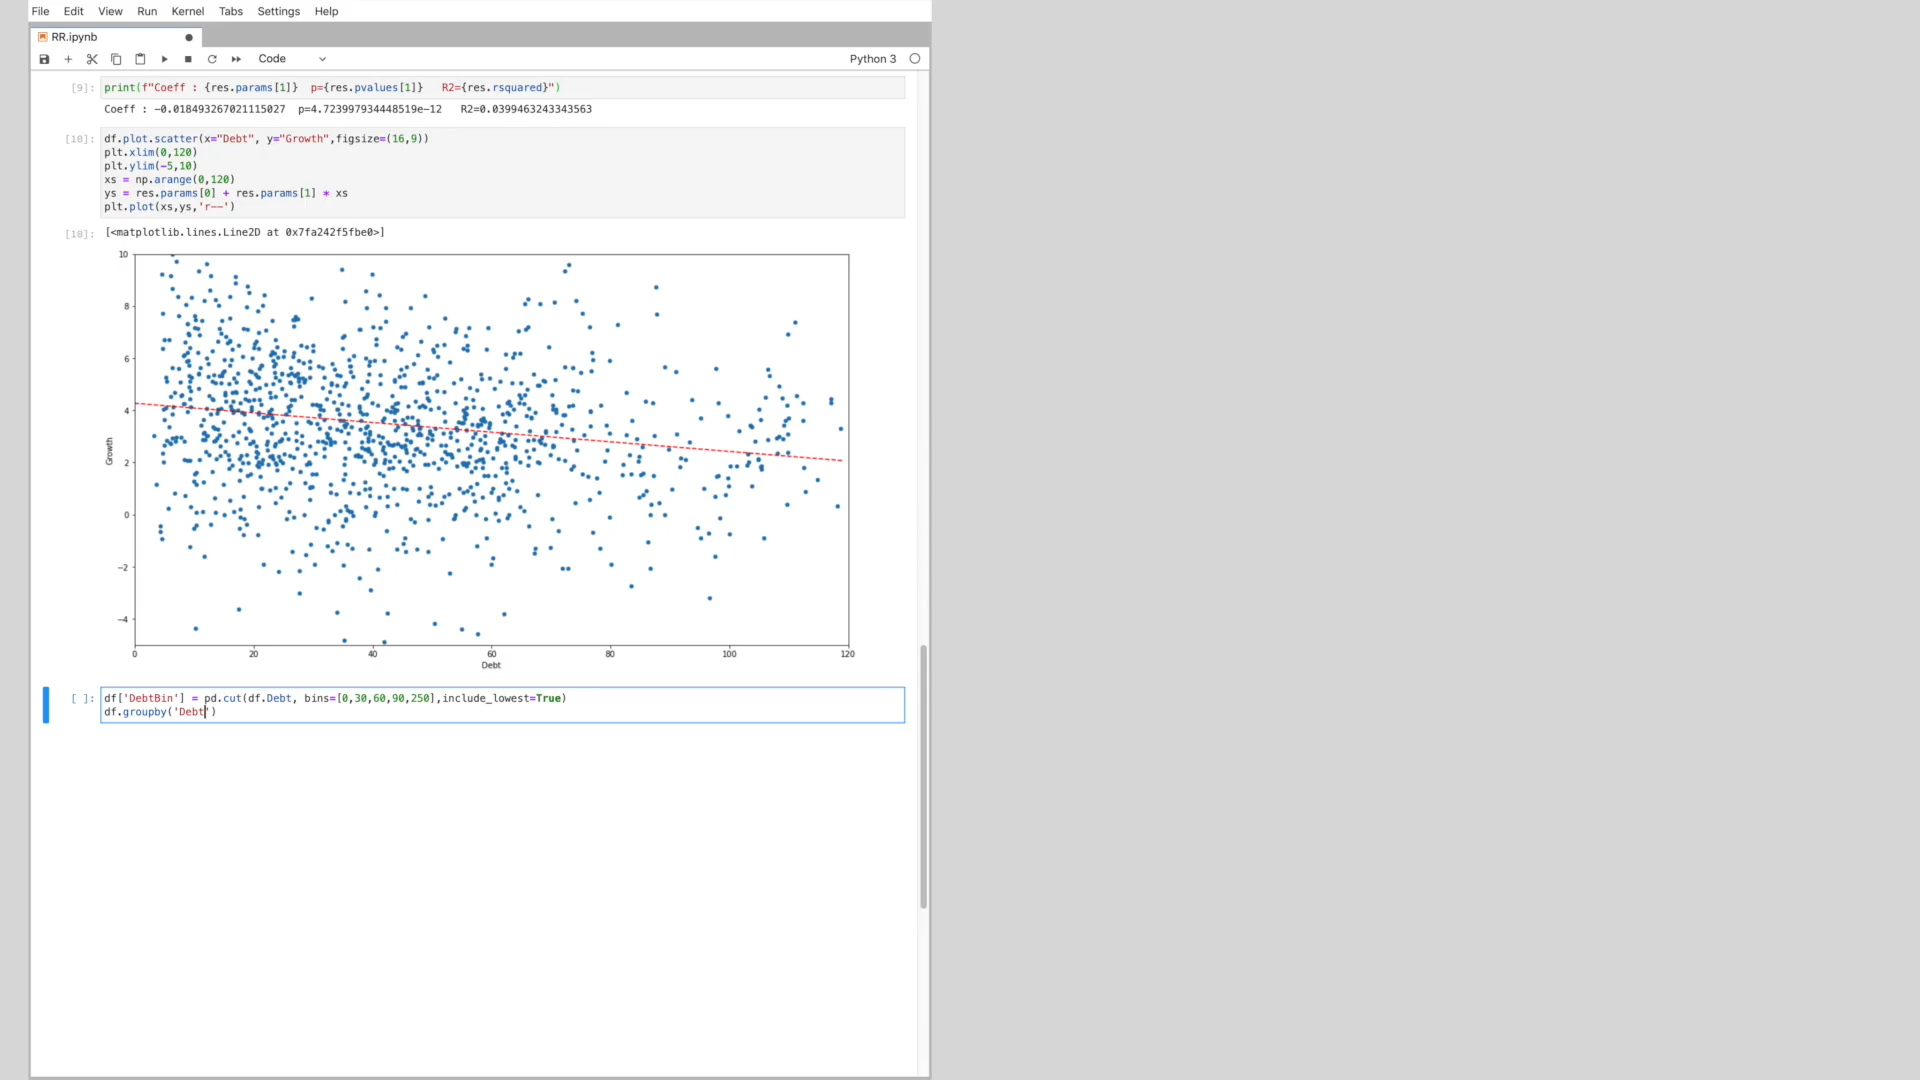 File Edit View Run Kernel Tabs Settings Help
RR.ipynb
Code Python 3
[9]: print(f"Coeff : {res.params[1]}  p={res.pvalues[1]}   R2={res.rsquared}")
Coeff : -0.018493267021115027  p=4.723997934448519e-12   R2=0.0399463243343563
[10]: df.plot.scatter(x="Debt", y="Growth",figsize=(16,9))
plt.xlim(0,120)
plt.ylim(-5,10)
xs = np.arange(0,120)
ys = res.params[0] + res.params[1] * xs
plt.plot(xs,ys,'r--')
[10]: [<matplotlib.lines.Line2D at 0x7fa242f5fbe0>]
10
8
6
4
Growth
2
0
−2
−4
0 20 40 60 80 100 120
Debt
[ ]: df['DebtBin'] = pd.cut(df.Debt, bins=[0,30,60,90,250],include_lowest=True)
df.groupby('Debt')